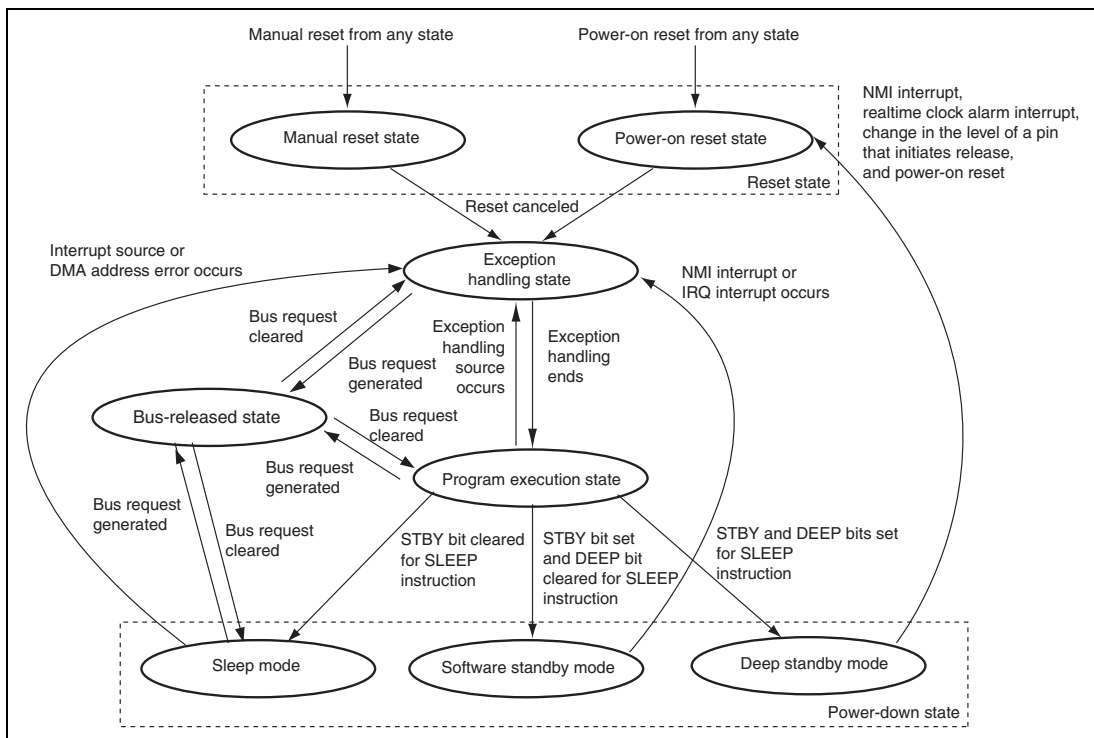 Manual reset from any state
Power-on reset from any state
NMI interrupt,
realtime clock alarm interrupt,
change in the level of a pin
that initiates release,
and power-on reset
Manual reset state
Power-on reset state
Reset state
Reset canceled
Interrupt source or
DMA address error occurs
Exception
handling state
NMI interrupt or
IRQ interrupt occurs
Bus request
cleared
Bus request
generated
Exception
handling
source
occurs
Exception
handling
ends
Bus-released state
Bus request
cleared
Bus request
generated
Program execution state
Bus request
generated
Bus request
cleared
STBY bit cleared
for SLEEP
instruction
STBY bit set
and DEEP bit
cleared for SLEEP
instruction
STBY and DEEP bits set
for SLEEP
instruction
Sleep mode
Software standby mode
Deep standby mode
Power-down state